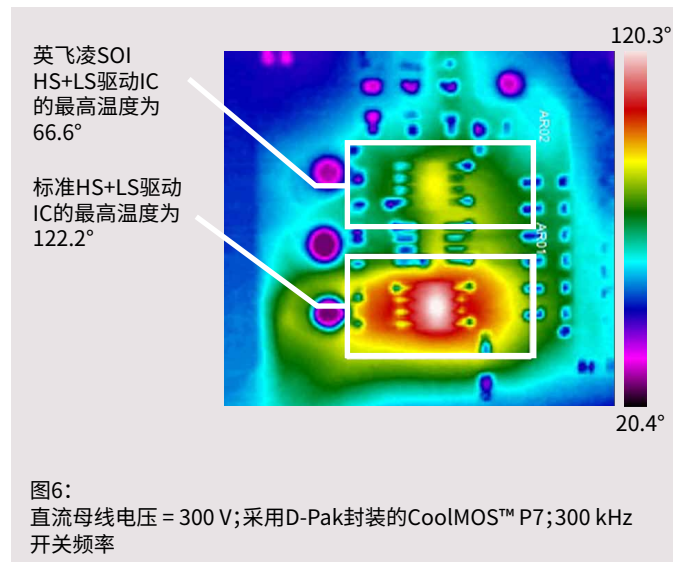 120.3°
英飞凌SOI
HS+LS驱动IC
的最高温度为
66.6°
AR02
标准HS+LS驱动
IC的最高温度为
122.2°
AR01
20.4°
图6：
直流母线电压 = 300 V；采用D-Pak封装的CoolMOS™ P7；300 kHz
开关频率